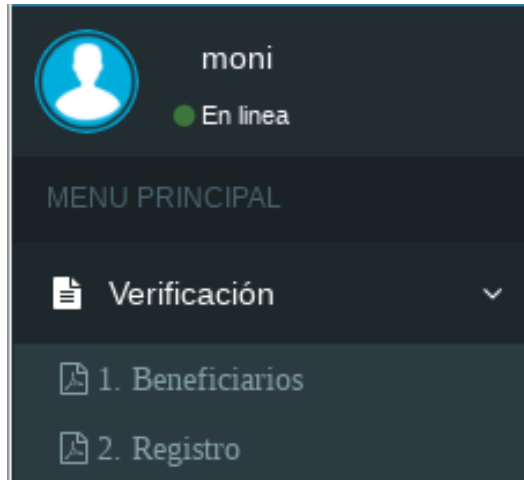 moni
En linea
MENU PRINCIPAL
Verificación
1. Beneficiarios
2. Registro